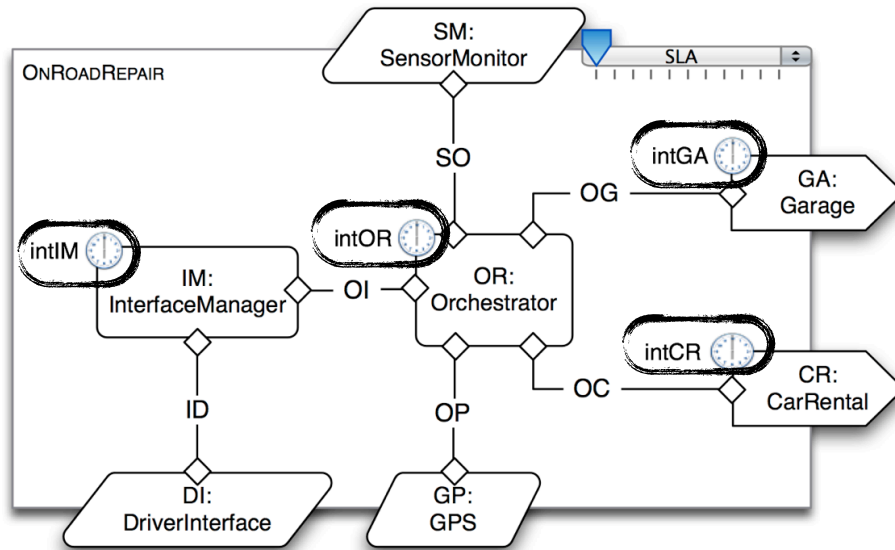 SM:
SensorMonitor
SLA
ONROADREPAIR
SO
intGA
GA:
Garage
OG
intOR
intIM
IM:
InterfaceManager
OI
OR:
Orchestrator
intCR
CR:
CarRental
OC
ID
OP
DI:
DriverInterface
GP:
GPS